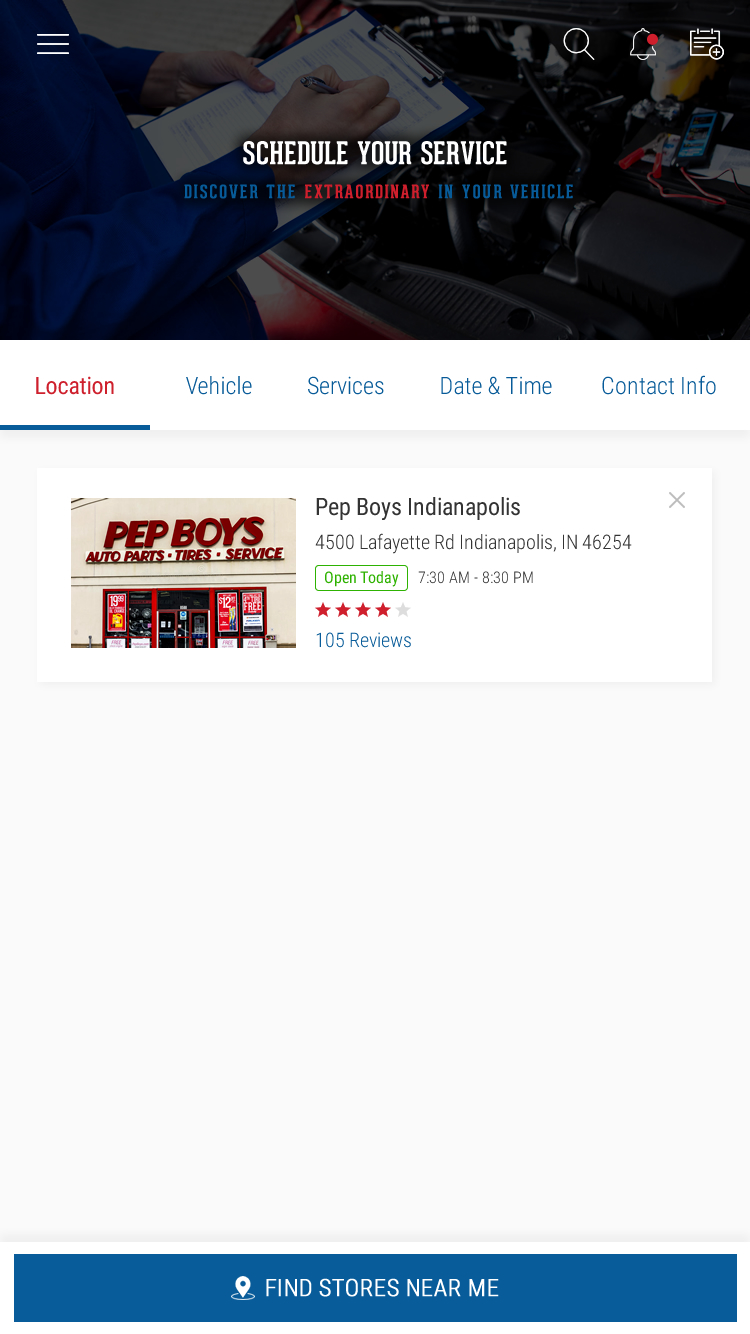 SCHEDULE YOUR SERVICE
DISCOVER THE EXTRAORDINARY IN YOUR VEHICLE
Location Vehicle Services Date & Time Contact Info
PEP BOYS
AUTO PARTS · TIRES · SERVICE
Pep Boys Indianapolis
4500 Lafayette Rd Indianapolis, IN 46254
Open Today 7:30 AM - 8:30 PM
105 Reviews
FIND STORES NEAR ME